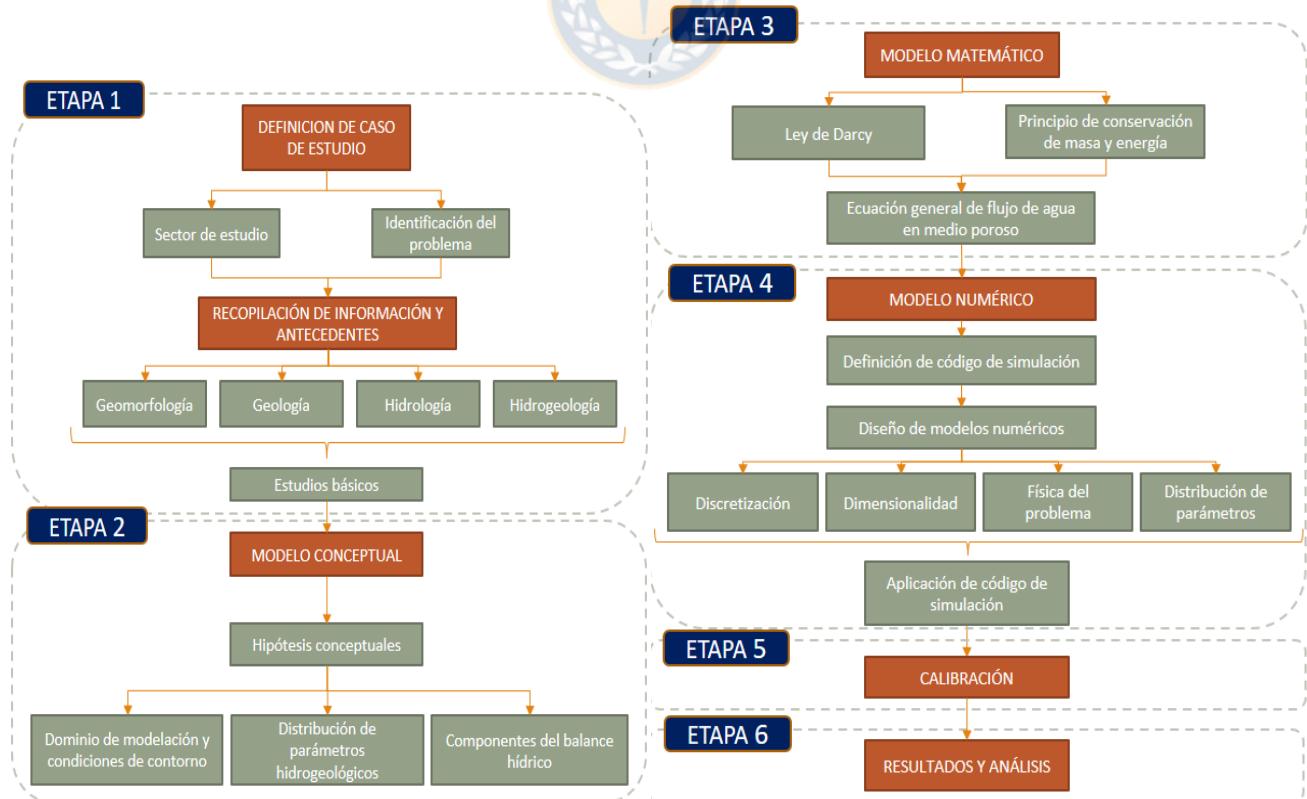 ETAPA 1
DEFINICION DE CASO
DE ESTUDIO
Sector de estudio
Identificación del
problema
RECOPILACIÓN DE INFORMACIÓN Y
ANTECEDENTES
Geomorfología
Geología
Hidrología
Hidrogeología
Estudios básicos
ETAPA 2
MODELO CONCEPTUAL
Hipótesis conceptuales
Dominio de modelación y
condiciones de contorno
Distribución de
parámetros
hidrogeológicos
Componentes del balance
hídrico
ETAPA 3
MODELO MATEMÁTICO
Ley de Darcy
Principio de conservación
de masa y energía
Ecuación general de flujo de agua
en medio poroso
ETAPA 4
MODELO NUMÉRICO
Definición de código de simulación
Diseño de modelos numéricos
Discretización
Dimensionalidad
Física del
problema
Distribución de
parámetros
Aplicación de código de
simulación
ETAPA 5
CALIBRACIÓN
ETAPA 6
RESULTADOS Y ANÁLISIS